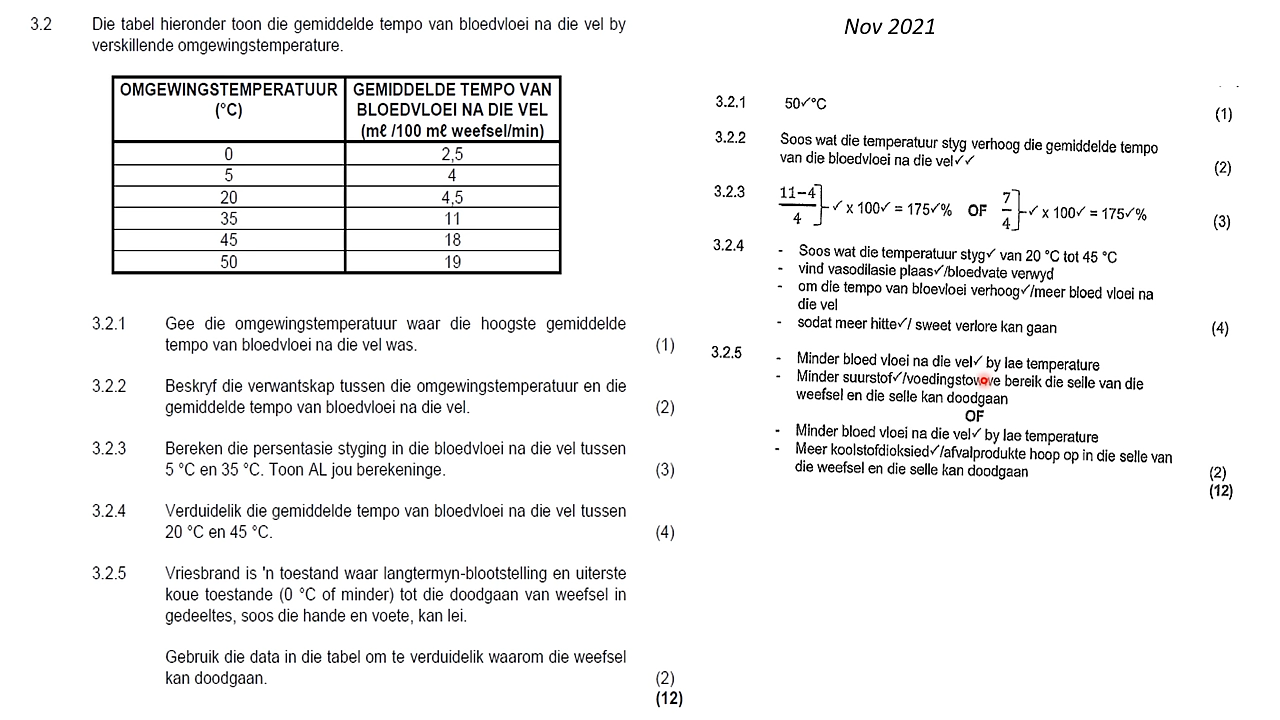 3.2 Die tabel hieronder toon die gemiddelde tempo van bloedvloei na die vel by
verskillende omgewingstemperature.
OMGEWINGSTEMPERATUUR (°C) GEMIDDELDE TEMPO VAN BLOEDVLOEI NA DIE VEL (mℓ /100 mℓ weefsel/min)
0 2,5
5 4
20 4,5
35 11
45 18
50 19
3.2.1 Gee die omgewingstemperatuur waar die hoogste gemiddelde
tempo van bloedvloei na die vel was. (1)
3.2.2 Beskryf die verwantskap tussen die omgewingstemperatuur en die
gemiddelde tempo van bloedvloei na die vel. (2)
3.2.3 Bereken die persentasie styging in die bloedvloei na die vel tussen
5 °C en 35 °C. Toon AL jou berekeninge. (3)
3.2.4 Verduidelik die gemiddelde tempo van bloedvloei na die vel tussen
20 °C en 45 °C. (4)
3.2.5 Vriesbrand is 'n toestand waar langtermyn-blootstelling en uiterste
koue toestande (0 °C of minder) tot die doodgaan van weefsel in
gedeeltes, soos die hande en voete, kan lei.
Gebruik die data in die tabel om te verduidelik waarom die weefsel
kan doodgaan. (2)
(12)
Nov 2021
3.2.1 50✓°C (1)
3.2.2 Soos wat die temperatuur styg verhoog die gemiddelde tempo
van die bloedvloei na die vel✓✓ (2)
3.2.3 (11–4)/4]✓ x 100✓ = 175✓% OF 7/4]✓ x 100✓ = 175✓% (3)
3.2.4 - Soos wat die temperatuur styg✓ van 20 °C tot 45 °C
- vind vasodilasie plaas✓/bloedvate verwyd
- om die tempo van bloevloei verhoog✓/meer bloed vloei na
die vel
- sodat meer hitte✓/ sweet verlore kan gaan (4)
3.2.5 - Minder bloed vloei na die vel✓ by lae temperature
- Minder suurstof✓/ bereik die selle van die
weefsel en die selle kan doodgaan
OF
- Minder bloed vloei na die vel✓ by lae temperature
- Meer koolstofdioksied✓/afvalprodukte hoop op in die selle van
die weefsel en die selle kan doodgaan (2)
(12)